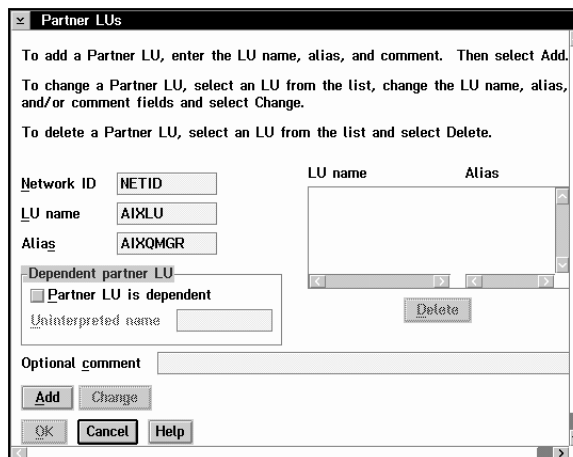 Partner LUs
To add a Partner LU, enter the LU name, alias, and comment. Then select Add.
To change a Partner LU, select an LU from the list, change the LU name, alias,
and/or comment fields and select Change.
To delete a Partner LU, select an LU from the list and select Delete.
LU name Alias
Network ID NETID
LU name AIXLU
Alias AIXQMGR
Dependent partner LU
Partner LU is dependent
Uninterpreted name
Delete
Optional comment
Add Change
OK Cancel Help